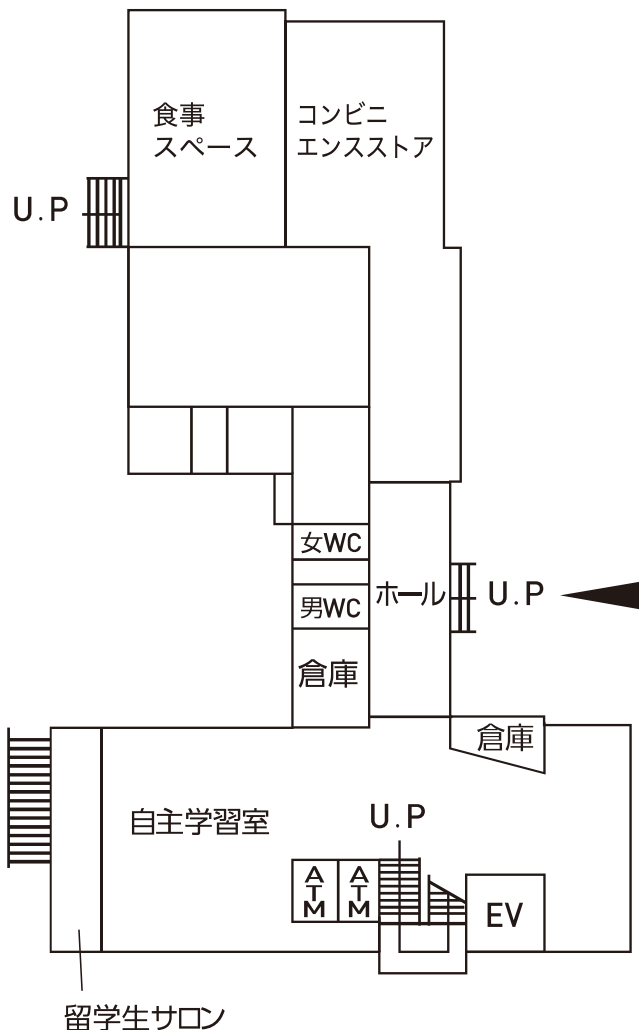 食事
スペース
コンビニ
エンスストア
U.P
女WC
男WC
ホール
U.P
倉庫
倉庫
自主学習室
U.P
ATM
ATM
EV
留学生サロン